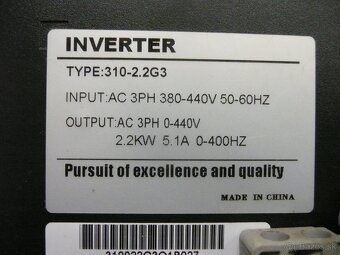 INVERTER
TYPE:310-2.2G3
INPUT:AC 3PH 380-440V 50-60HZ
OUTPUT:AC 3PH 0-440V
2.2KW 5.1A 0-400HZ
Pursuit of excellence and quality
MADE IN CHINA